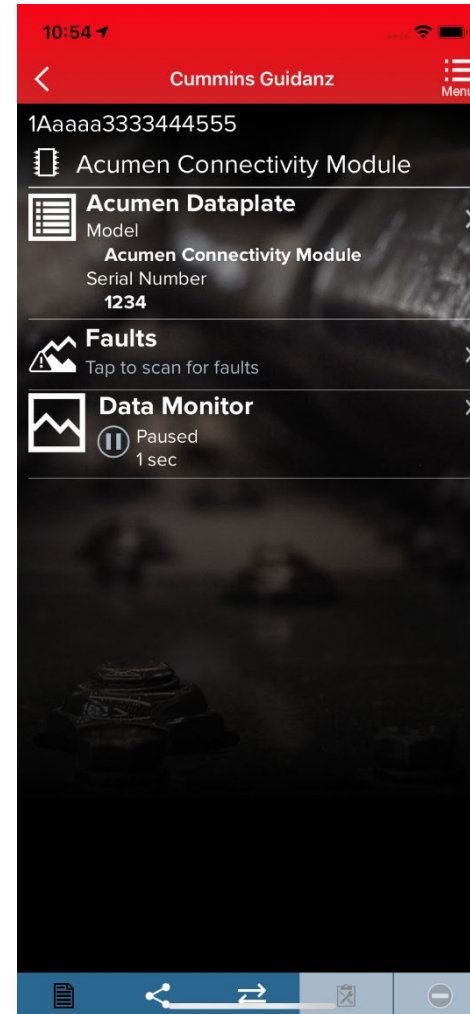 10:54
Cummins Guidanz
Menu
1Aaaaa3333444555
Acumen Connectivity Module
Acumen Dataplate
Model
Acumen Connectivity Module
Serial Number
1234
Faults
Tap to scan for faults
Data Monitor
Paused
1 sec